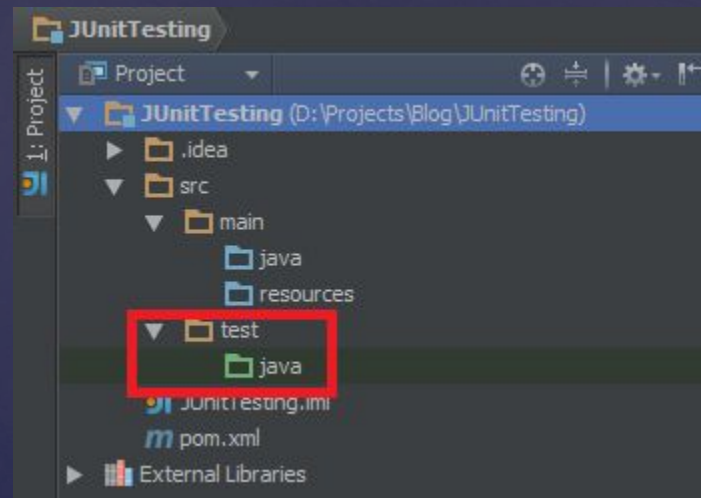 JUnitTesting
1: Project
Project
JUnitTesting (D:\Projects\Blog\JUnitTesting)
.idea
src
main
java
resources
test
java
JUnitTesting.iml
m pom.xml
External Libraries